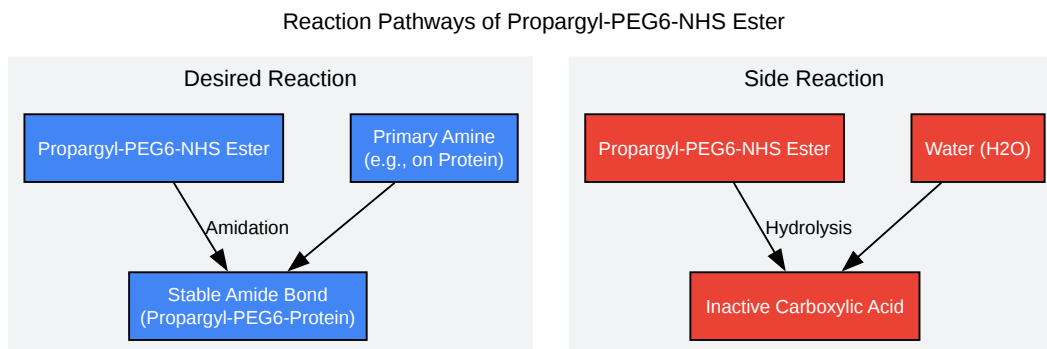 Reaction Pathways of Propargyl-PEG6-NHS Ester
Desired Reaction
Propargyl-PEG6-NHS Ester
Primary Amine
(e.g., on Protein)
Amidation
Stable Amide Bond
(Propargyl-PEG6-Protein)
Side Reaction
Propargyl-PEG6-NHS Ester
Water (H2O)
Hydrolysis
Inactive Carboxylic Acid